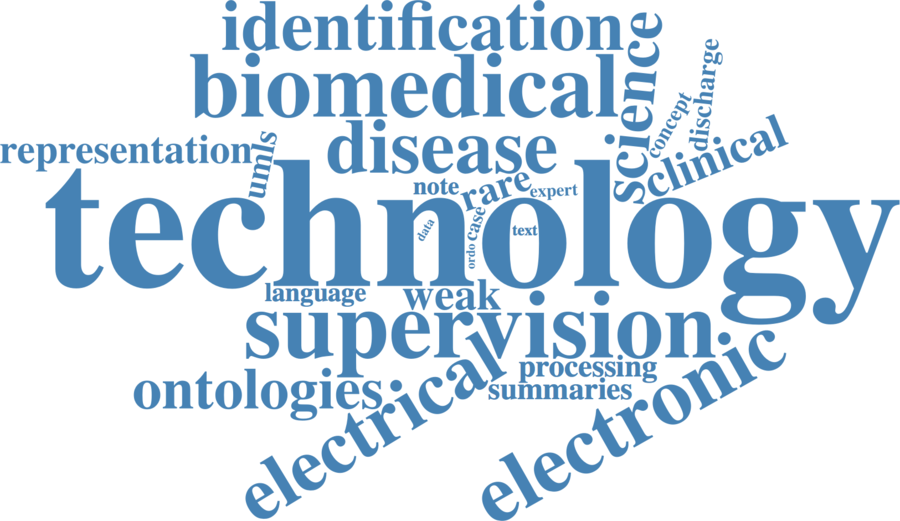 identification
biomedical
science
concept
discharge
representation
umls
disease
clinical
note
rare
expert
technology
data
case
ordo
text
language
weak
supervision
processing
ontologies
electrical
summaries
electronic